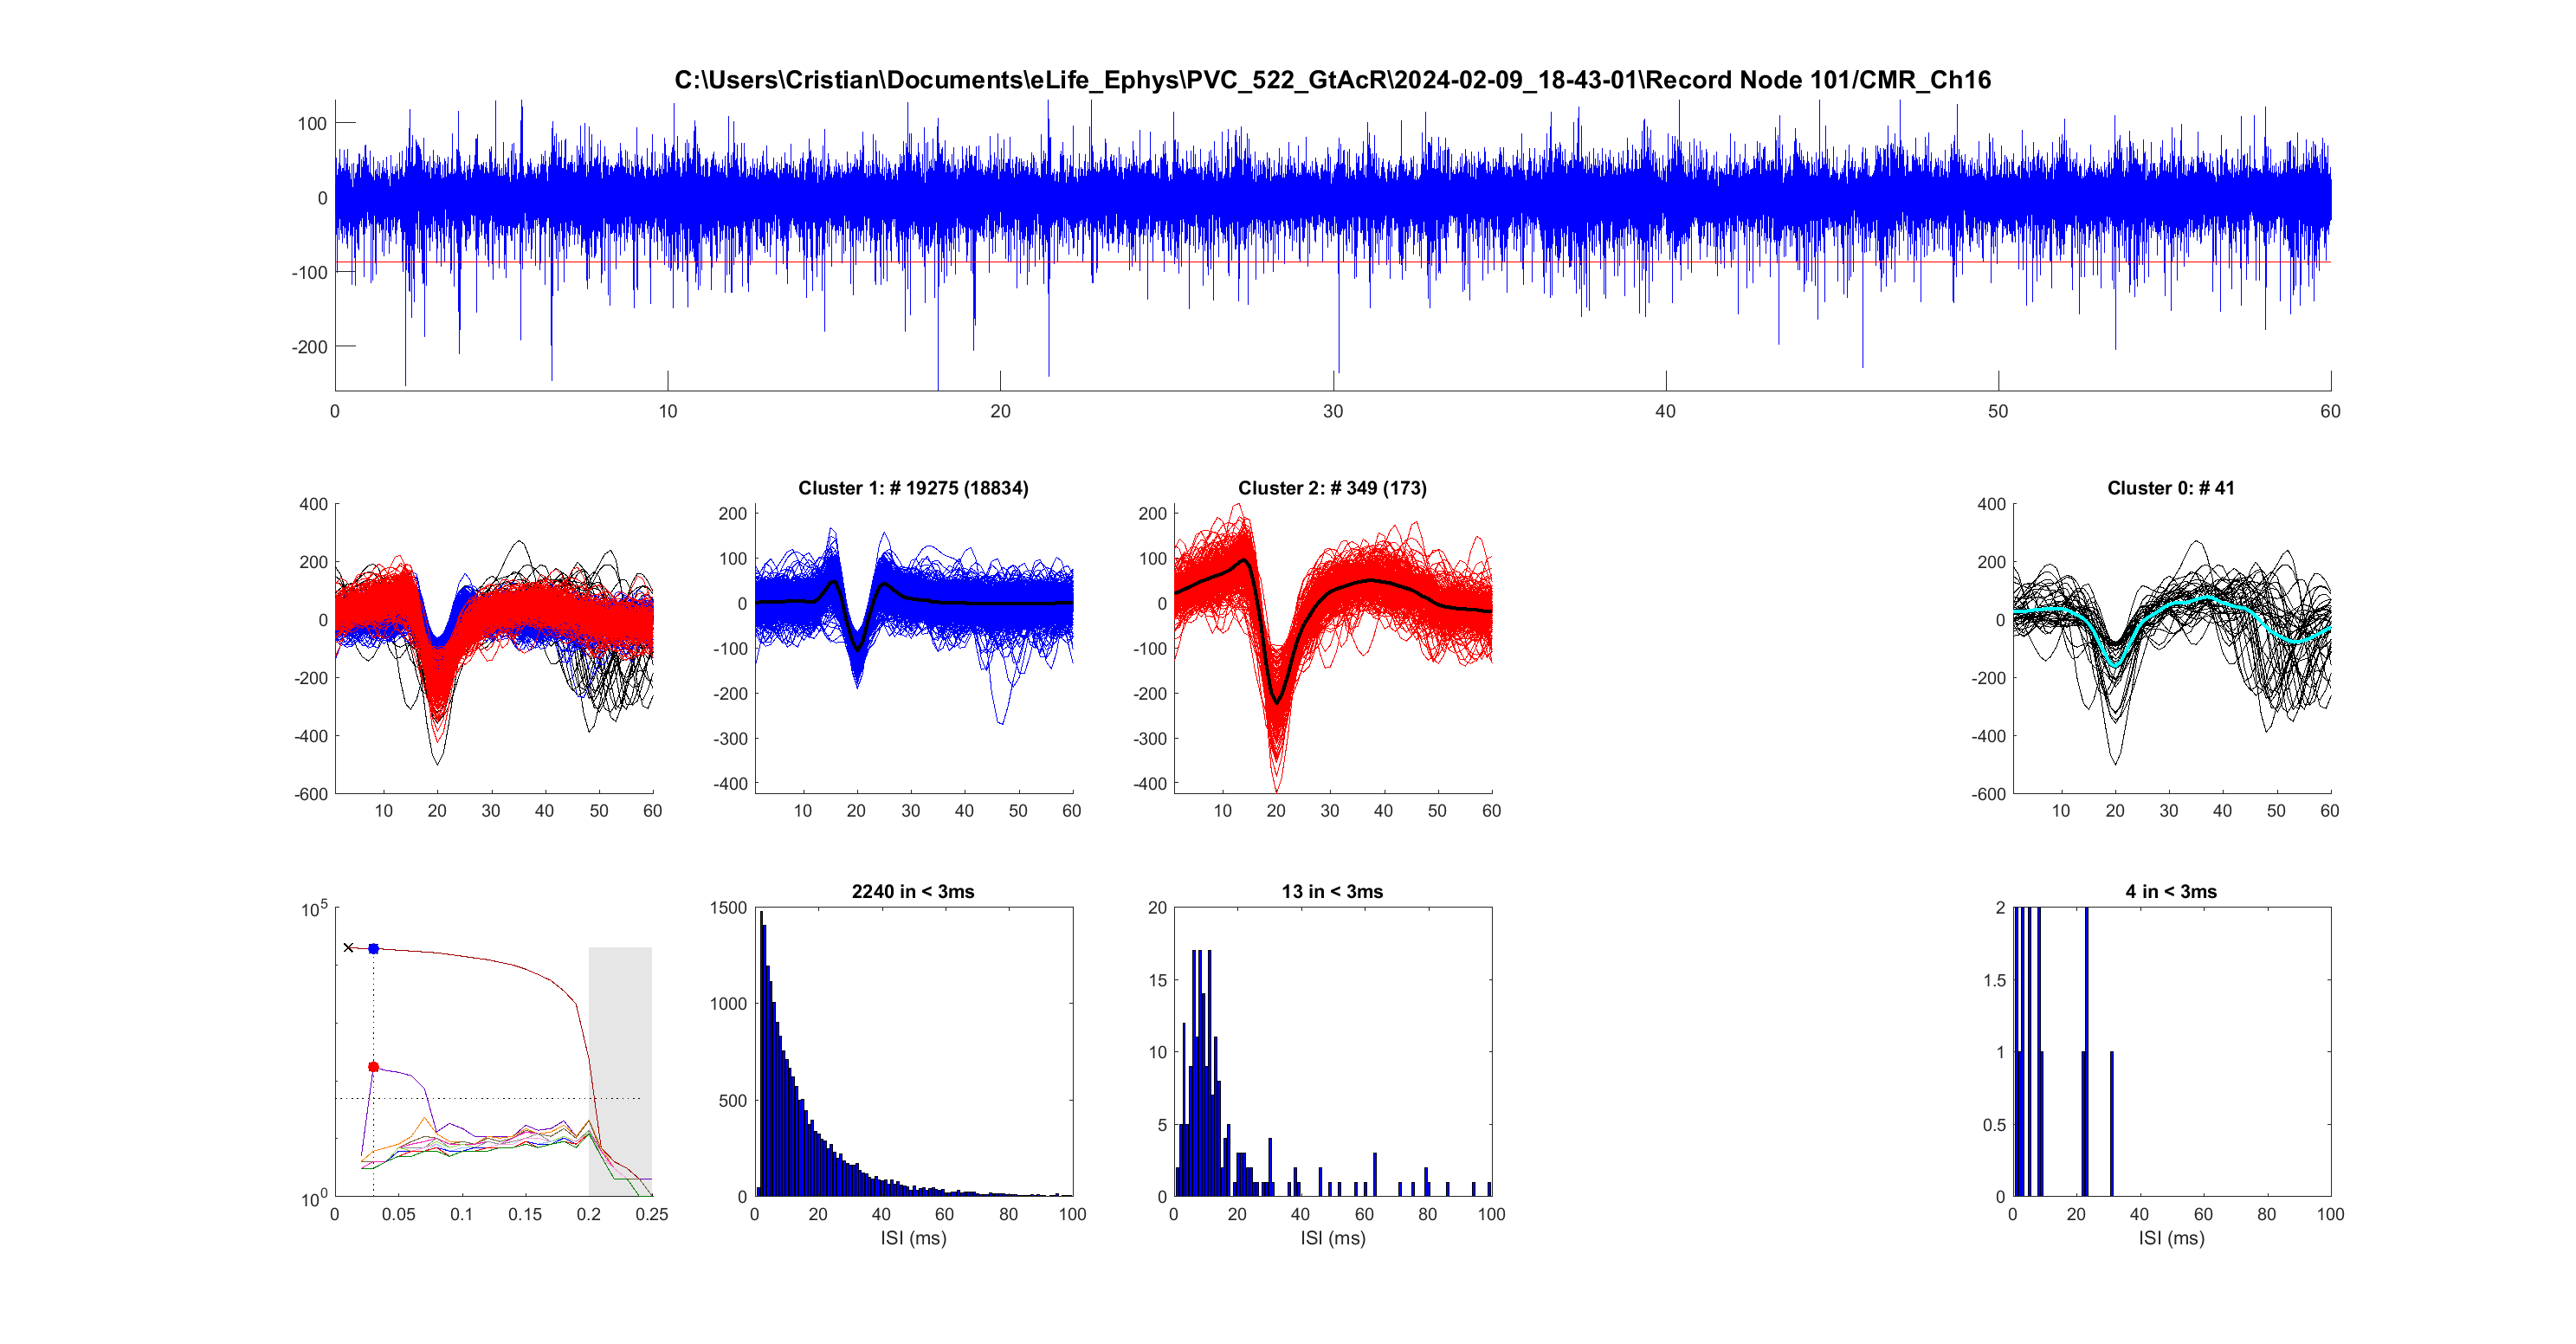 C:\Users\Cristian\Documents\eLife_Ephys\PVC_522_GtAcR\2024-02-09_18-43-01\Record Node 101/CMR_Ch16
100
0
-100
-200
0 10 20 30 40 50 60
Cluster 1: # 19275 (18834)
Cluster 2: # 349 (173)
Cluster 0: # 41
400
200
0
-200
-400
-600
10 20 30 40 50 60
200
100
0
-100
-200
-300
-400
10 20 30 40 50 60
200
100
0
-100
-200
-300
-400
10 20 30 40 50 60
400
200
0
-200
-400
-600
10 20 30 40 50 60
2240 in < 3ms
13 in < 3ms
4 in < 3ms
10^5
10^0
0 0.05 0.1 0.15 0.2 0.25
1500
1000
500
0
0 20 40 60 80 100
ISI (ms)
20
15
10
5
0
0 20 40 60 80 100
ISI (ms)
2
1.5
1
0.5
0
0 20 40 60 80 100
ISI (ms)